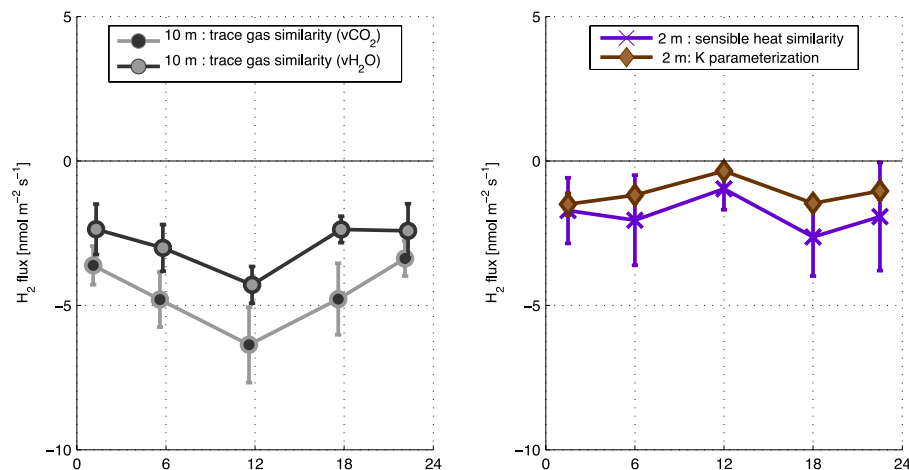 5
0
−5
−10
H2 flux [nmol m−2 s−1]
10 m : trace gas similarity (vCO2)
10 m : trace gas similarity (vH2O)
0 6 12 18 24
5
0
−5
−10
H2 flux [nmol m−2 s−1]
2 m : sensible heat similarity
2 m: K parameterization
0 6 12 18 24